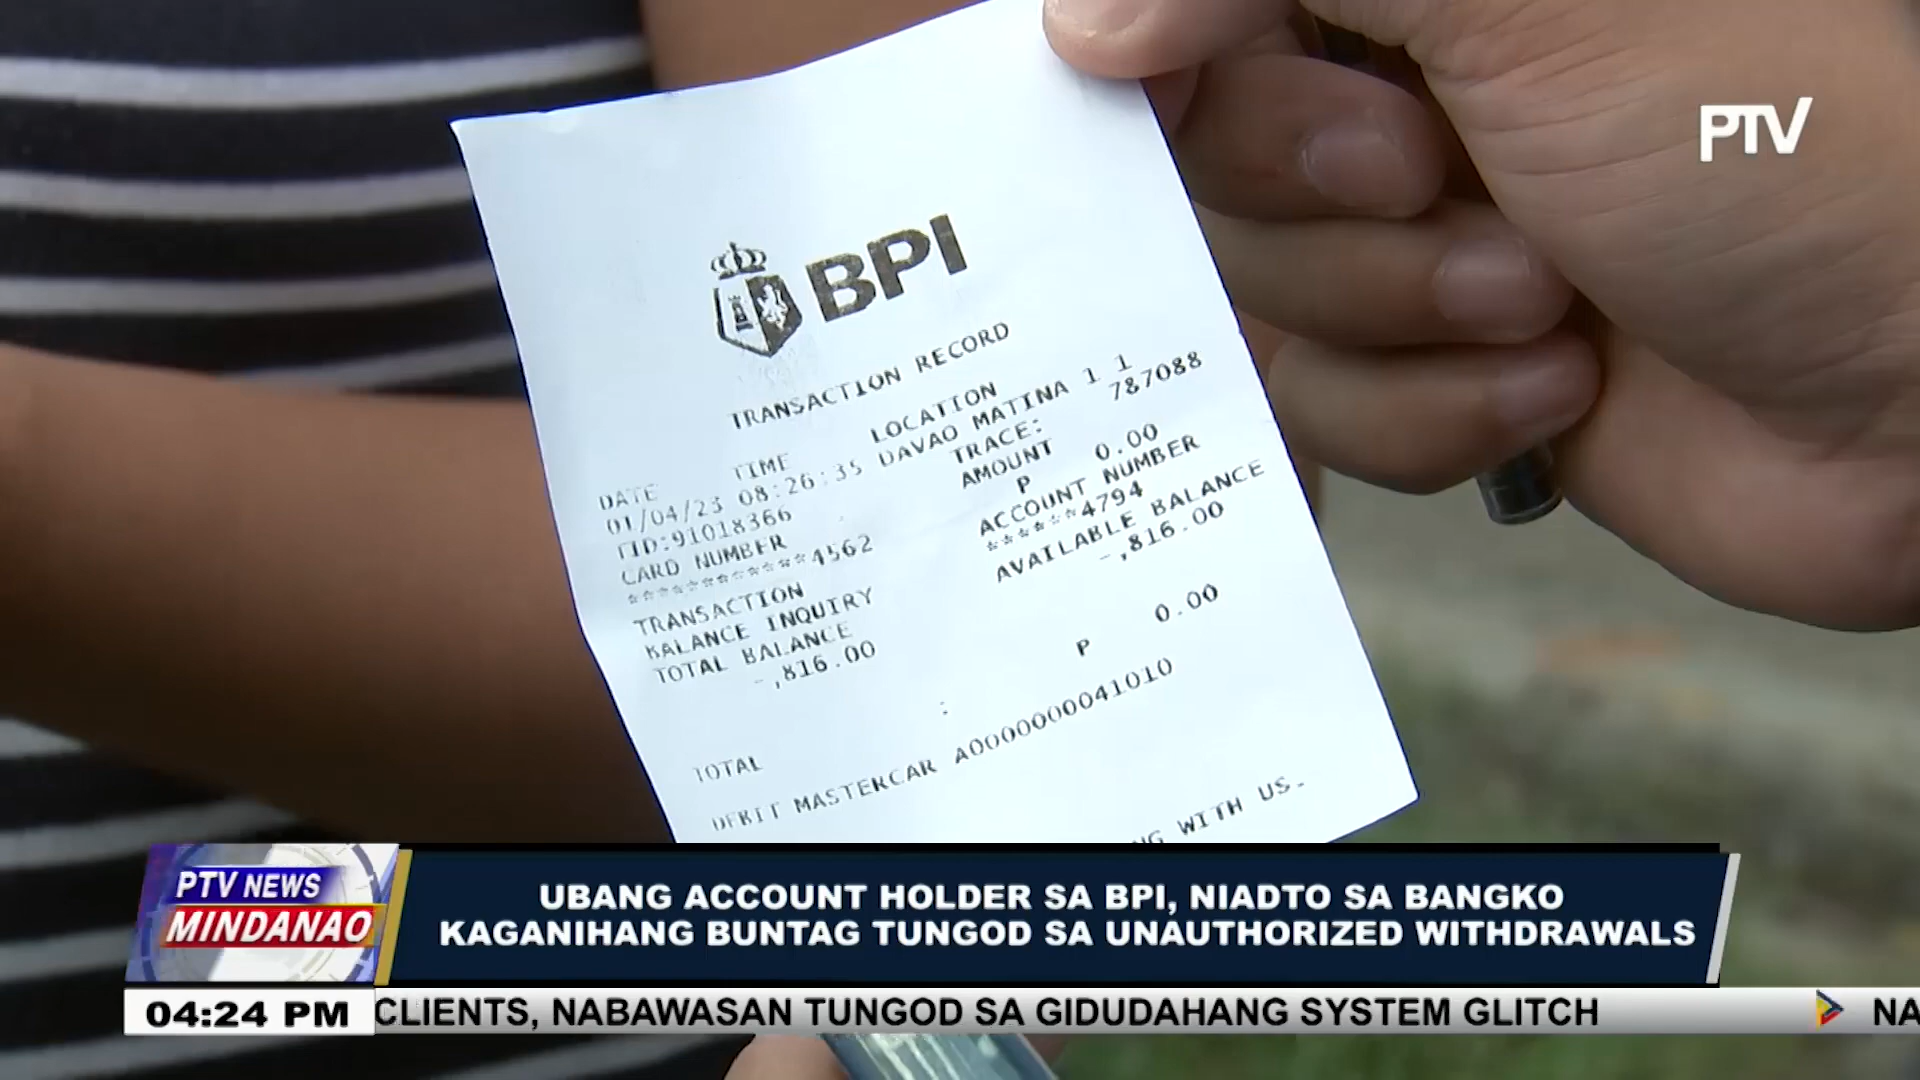 PTV
BPI
TRANSACTION RECORD
DATE TIME LOCATION
01/04/23 08:26:35 DAVAO MATINA 1 1
TID:91018366 TRACE: 787088
CARD NUMBER AMOUNT
************4562 P 0.00
TRANSACTION ACCOUNT NUMBER
BALANCE INQUIRY ******4794
TOTAL BALANCE AVAILABLE BALANCE
-,816.00 -,816.00
: P 0.00
TOTAL
DEBIT MASTERCAR A0000000041010
WITH US.
PTV NEWS
MINDANAO
UBANG ACCOUNT HOLDER SA BPI, NIADTO SA BANGKO
KAGANIHANG BUNTAG TUNGOD SA UNAUTHORIZED WITHDRAWALS
04:24 PM CLIENTS, NABAWASAN TUNGOD SA GIDUDAHANG SYSTEM GLITCH NA